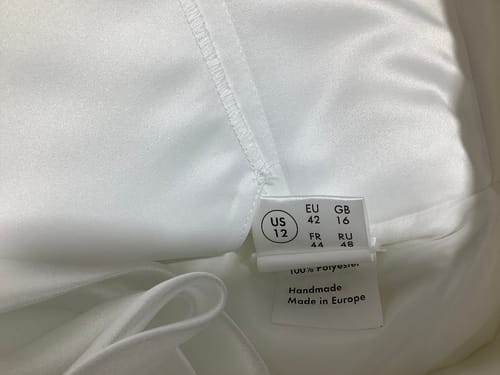 US
12
EU GB
42 16
FR RU
44 48
100% Polyester
Handmade
Made in Europe